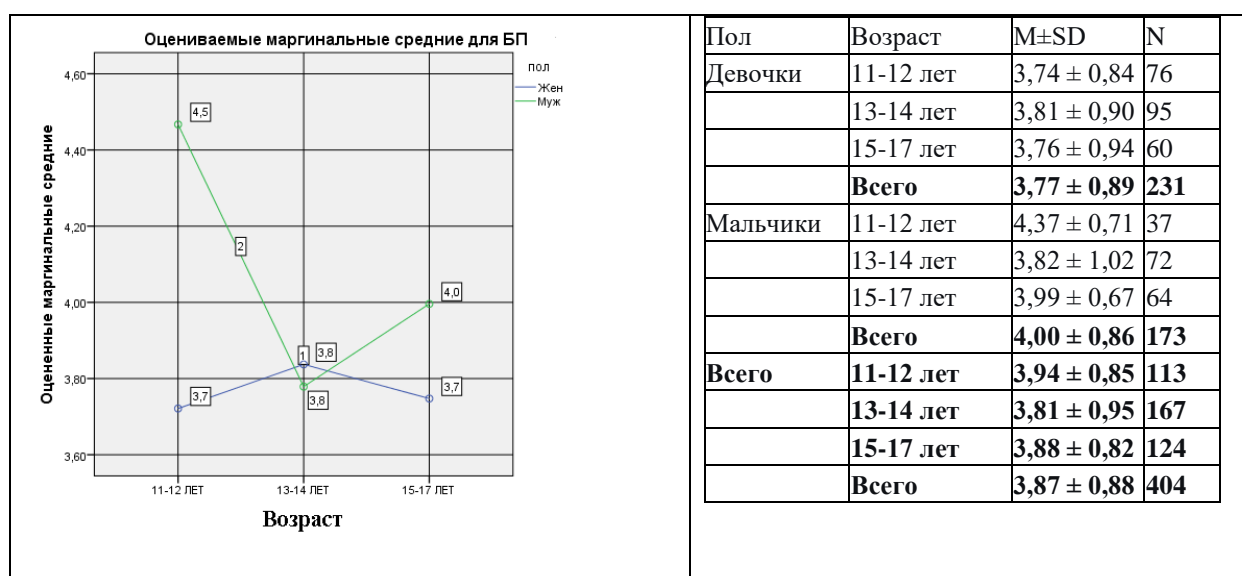 Оцениваемые маргинальные средние для БП
пол
Жен
Муж
Оцененные маргинальные средние
4,60
4,40
4,20
4,00
3,80
3,60
4,5
2
4,0
1
3,8
3,7
3,8
3,7
11-12 ЛЕТ
13-14 ЛЕТ
15-17 ЛЕТ
Возраст
Пол Возраст M±SD N
Девочки 11-12 лет 3,74 ± 0,84 76
13-14 лет 3,81 ± 0,90 95
15-17 лет 3,76 ± 0,94 60
Всего 3,77 ± 0,89 231
Мальчики 11-12 лет 4,37 ± 0,71 37
13-14 лет 3,82 ± 1,02 72
15-17 лет 3,99 ± 0,67 64
Всего 4,00 ± 0,86 173
Всего 11-12 лет 3,94 ± 0,85 113
13-14 лет 3,81 ± 0,95 167
15-17 лет 3,88 ± 0,82 124
Всего 3,87 ± 0,88 404